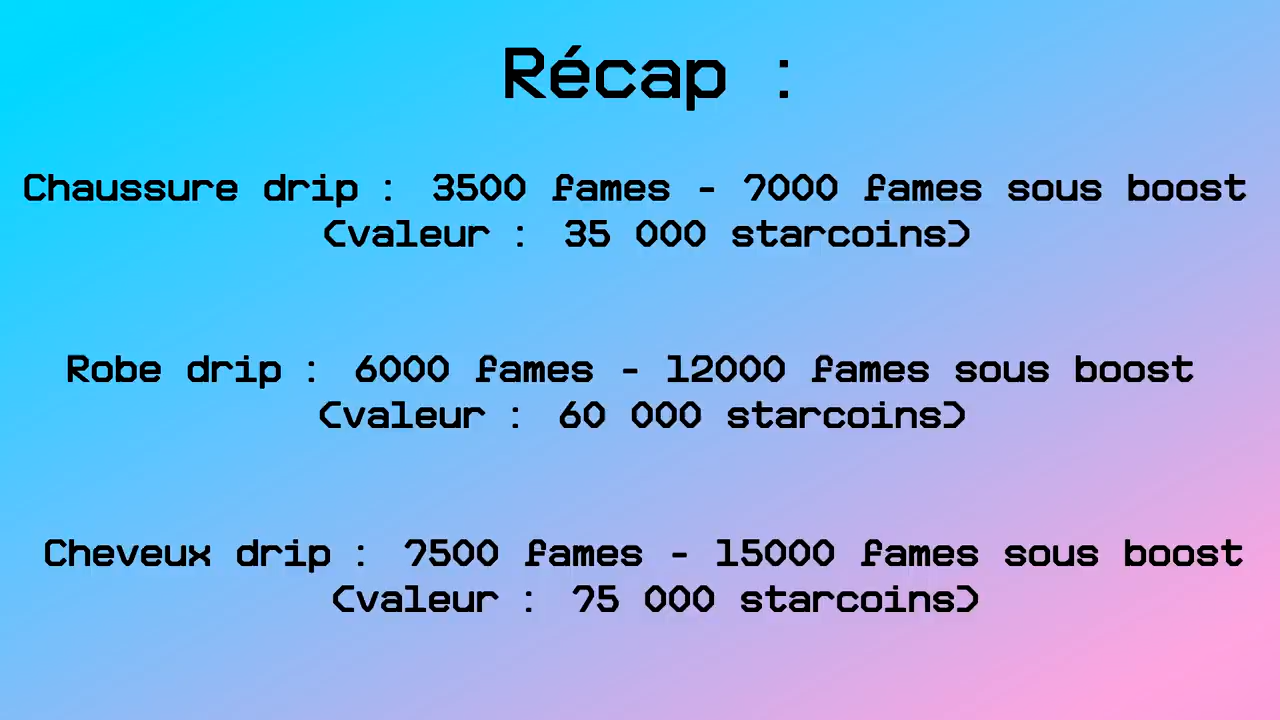 Récap :
Chaussure drip : 3500 fames - 7000 fames sous boost
(valeur : 35 000 starcoins)
Robe drip : 6000 fames - 12000 fames sous boost
(valeur : 60 000 starcoins)
Cheveux drip : 7500 fames - 15000 fames sous boost
(valeur : 75 000 starcoins)